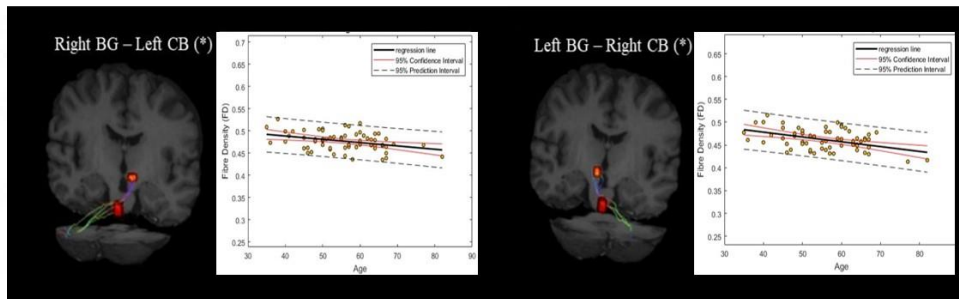 Right BG – Left CB (*)
0.7
0.65
0.6
0.55
0.5
0.45
0.4
0.35
0.3
0.25
Fibre Density (FD)
regression line
95% Confidence Interval
95% Prediction Interval
30 40 50 60 70 80 90
Age
Left BG – Right CB (*)
0.65
0.6
0.55
0.5
0.45
0.4
0.35
0.3
0.25
Fibre Density (FD)
regression line
95% Confidence Interval
95% Prediction Interval
40 50 60 70 80
Age